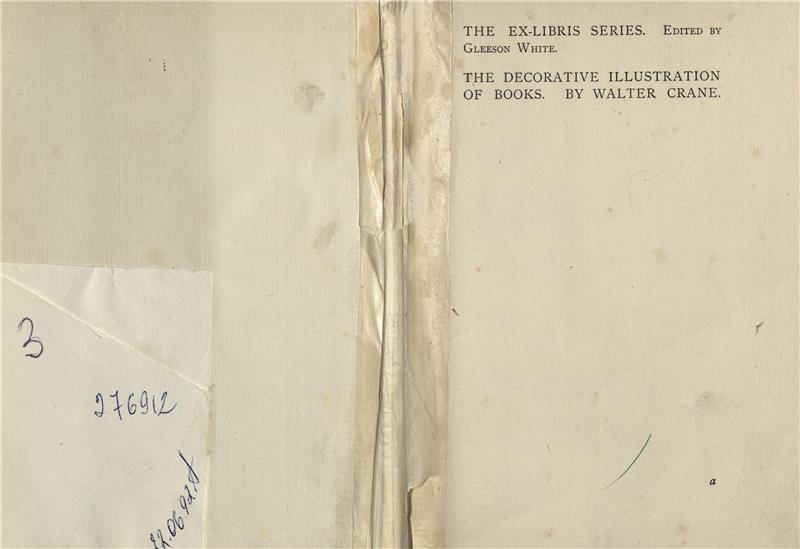 3
276912
THE EX-LIBRIS SERIES. EDITED BY
GLEESON WHITE.
THE DECORATIVE ILLUSTRATION
OF BOOKS. BY WALTER CRANE.
a